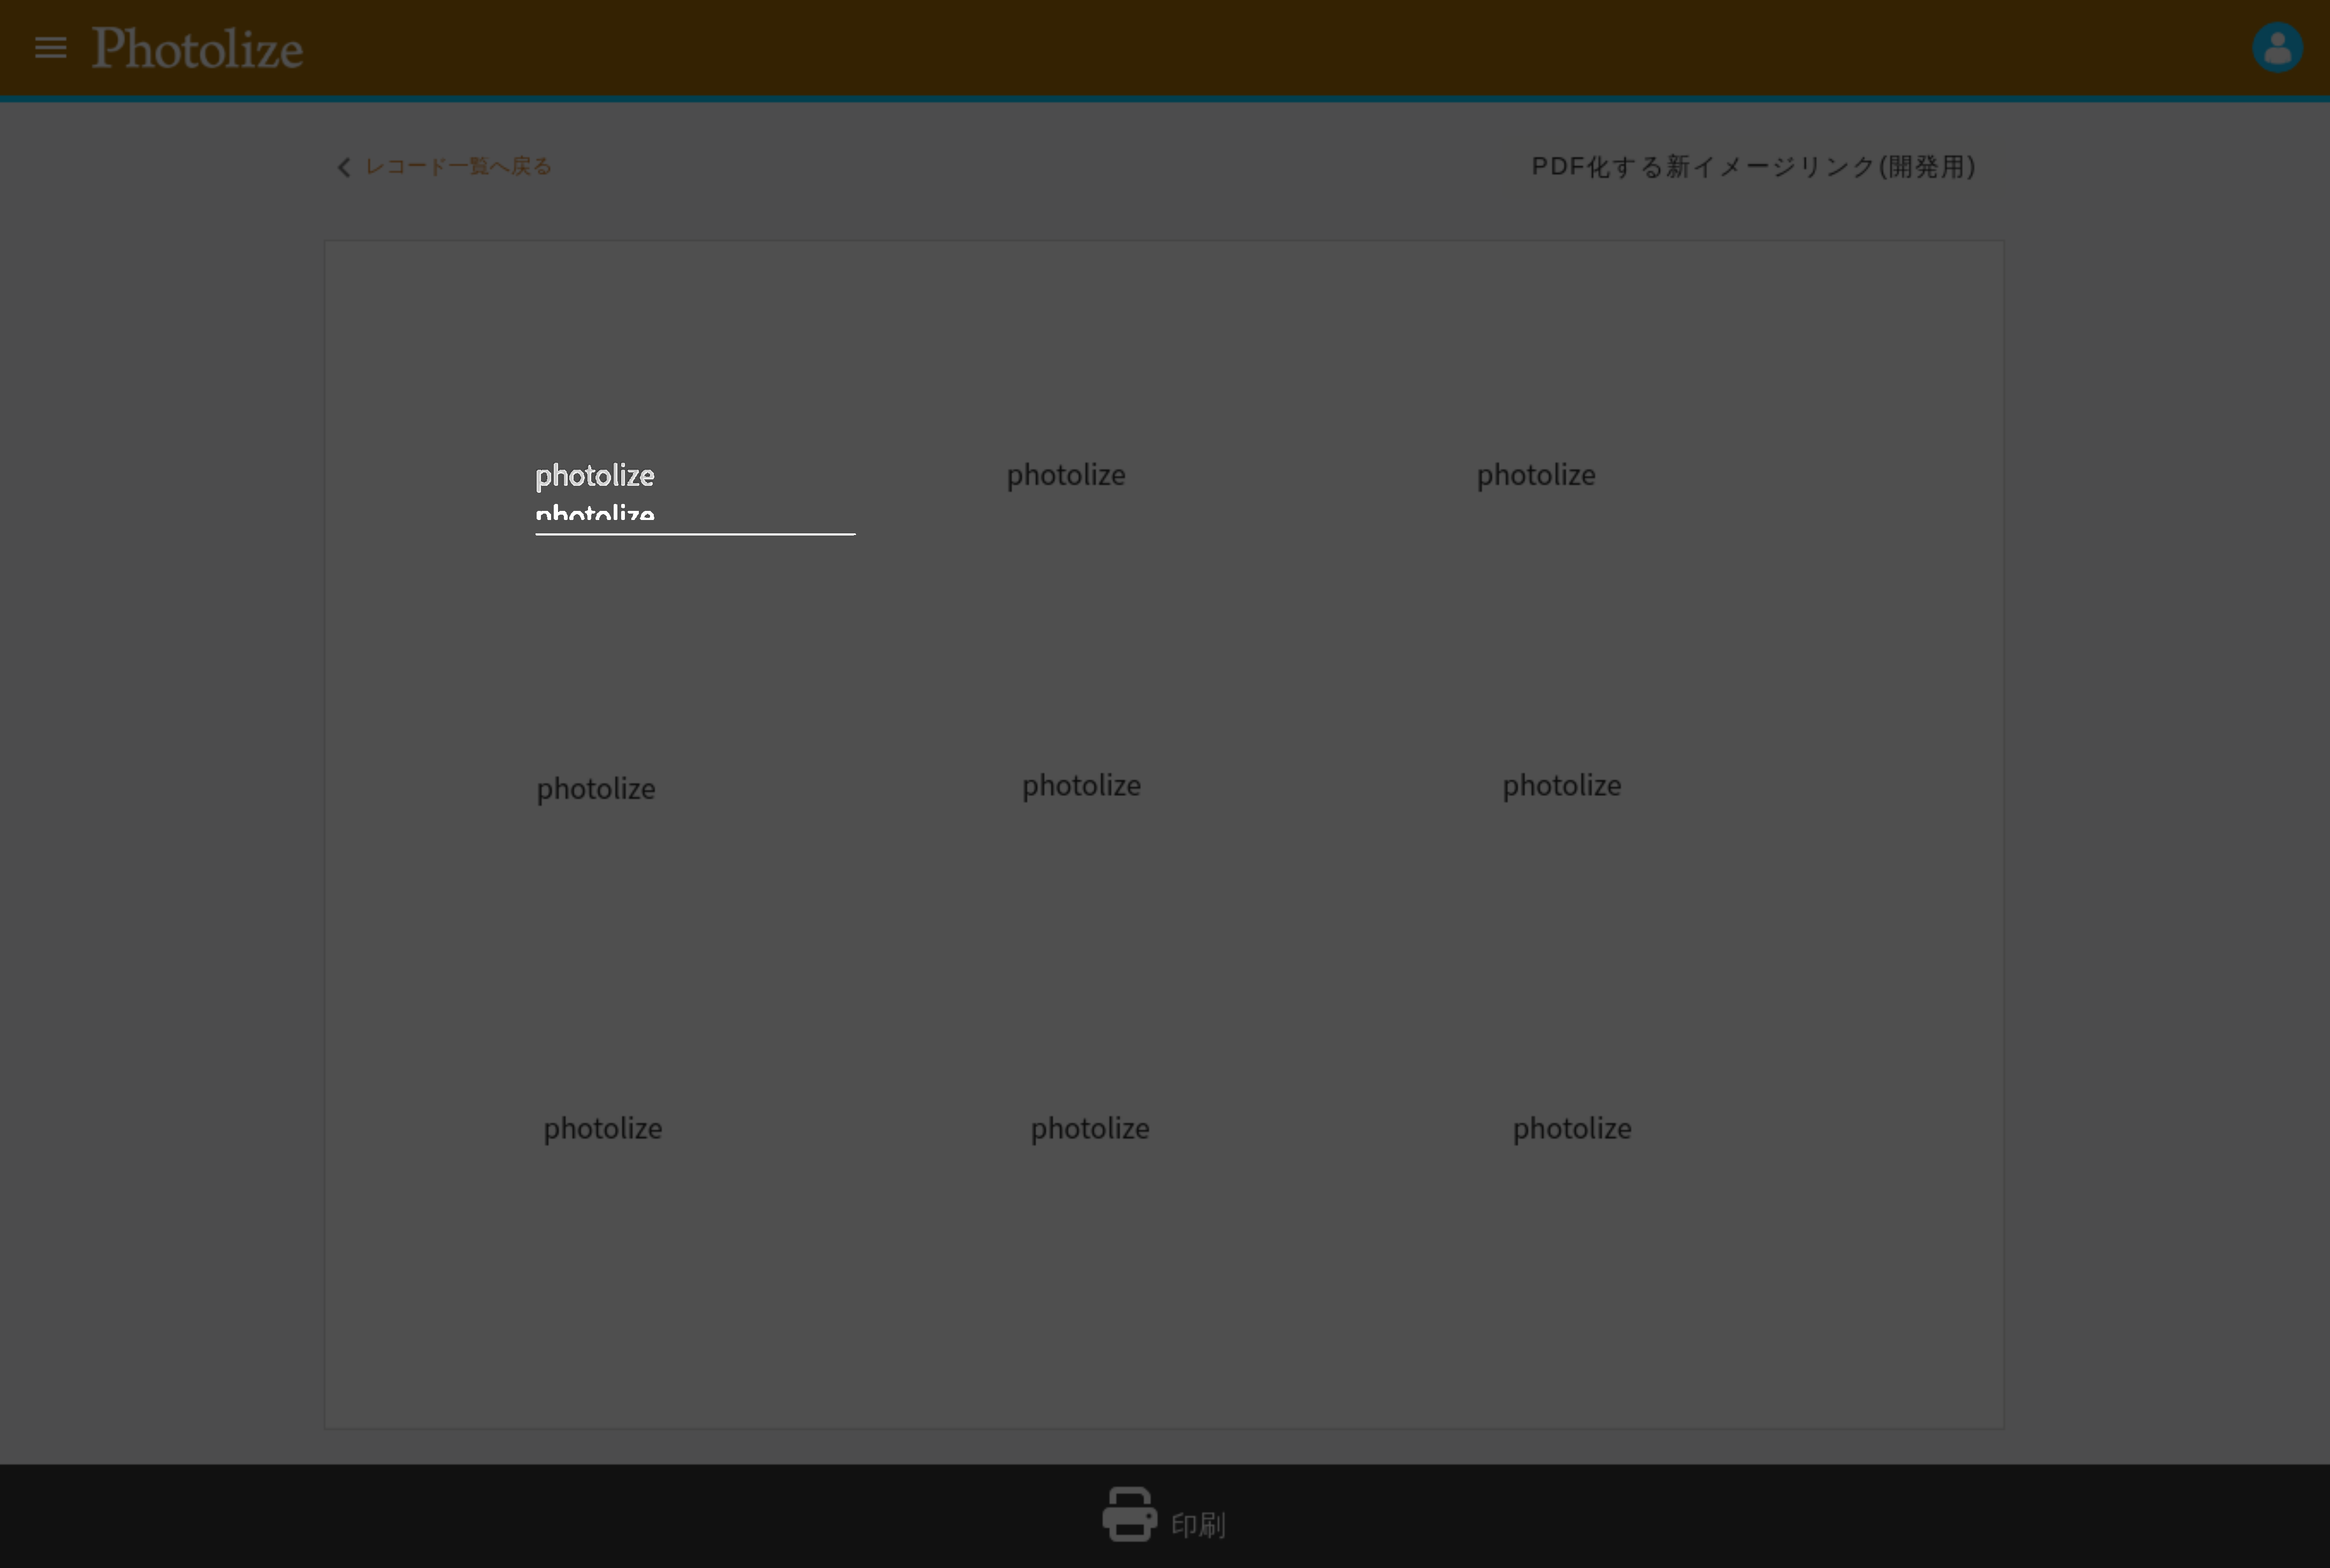 Photolize
レコード一覧へ戻る
PDF化する新イメージリンク(開発用)
photolize photolize photolize
photolize
photolize photolize photolize
photolize photolize photolize
印刷